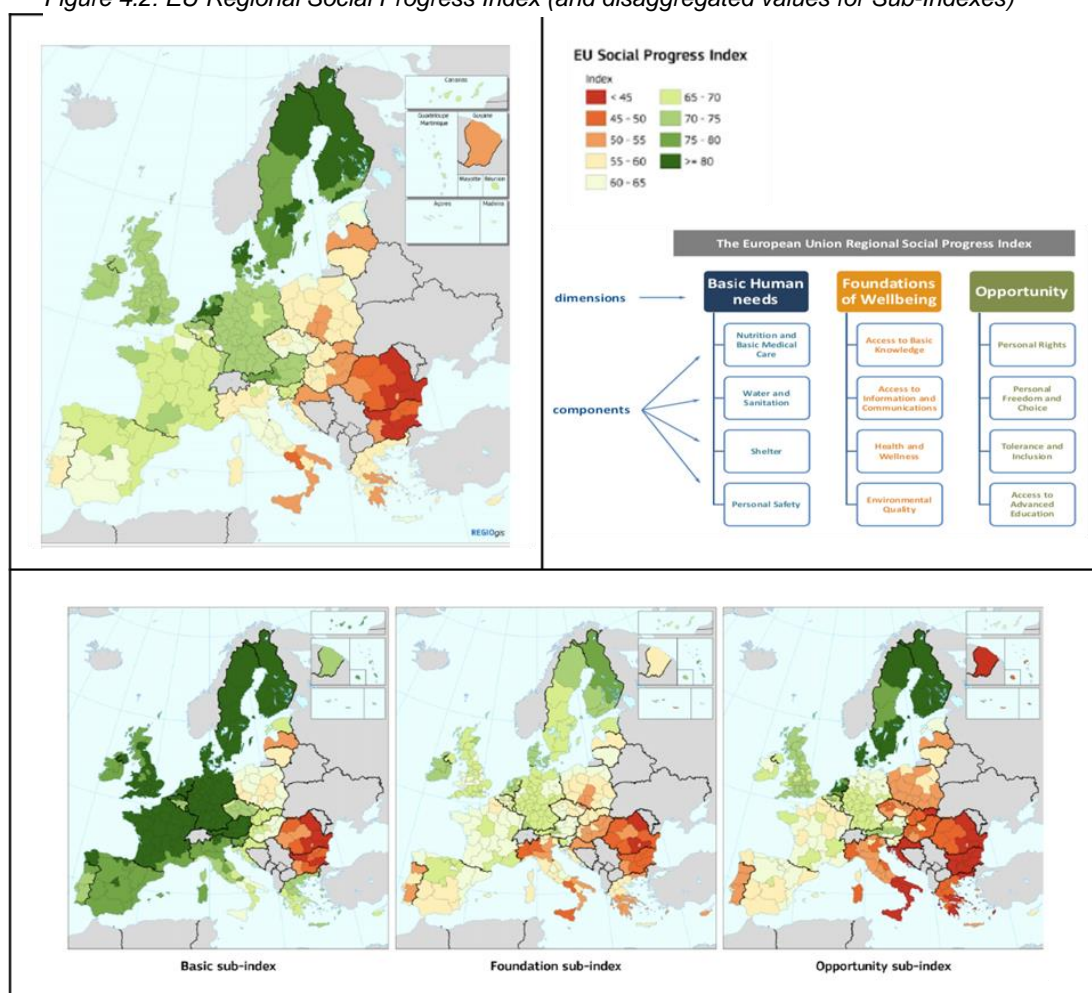 Figure 4.2: EU Regional Social Progress Index (and disaggregated values for Sub-Indexes)
Canarias
Guadeloupe
Martinique
Guyane
Mayotte
Réunion
Açores
Madeira
REGIOgis
EU Social Progress Index
Index
< 45
45 - 50
50 - 55
55 - 60
60 - 65
65 - 70
70 - 75
75 - 80
>= 80
The European Union Regional Social Progress Index
dimensions
components
Basic Human
needs
Nutrition and
Basic Medical
Care
Water and
Sanitation
Shelter
Personal Safety
Foundations
of Wellbeing
Access to Basic
Knowledge
Access to
Information and
Communications
Health and
Wellness
Environmental
Quality
Opportunity
Personal Rights
Personal
Freedom and
Choice
Tolerance and
Inclusion
Access to
Advanced
Education
Basic sub-index
Foundation sub-index
Opportunity sub-index